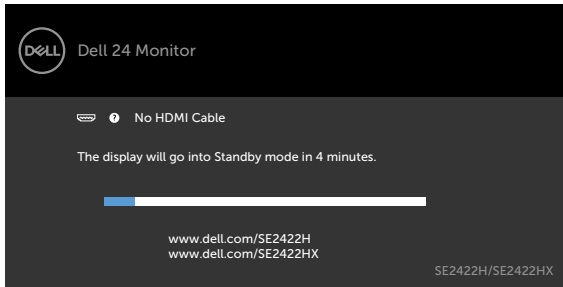 DELL
Dell 24 Monitor
? No HDMI Cable
The display will go into Standby mode in 4 minutes.
www.dell.com/SE2422H
www.dell.com/SE2422HX
SE2422H/SE2422HX